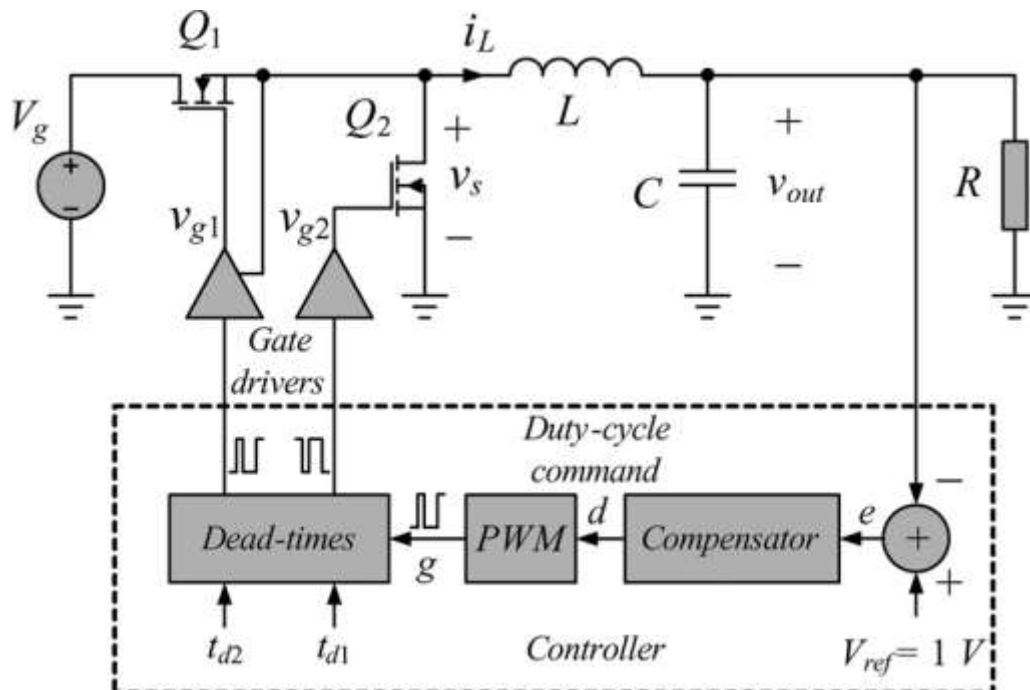 Q1
iL
Vg
+
-
Q2
+
vs
−
L
C
+
vout
−
R
vg1
vg2
Gate
drivers
Duty-cycle
command
Dead-times
g
PWM
d
Compensator
e
−
+
+
td2
td1
Controller
Vref= 1 V